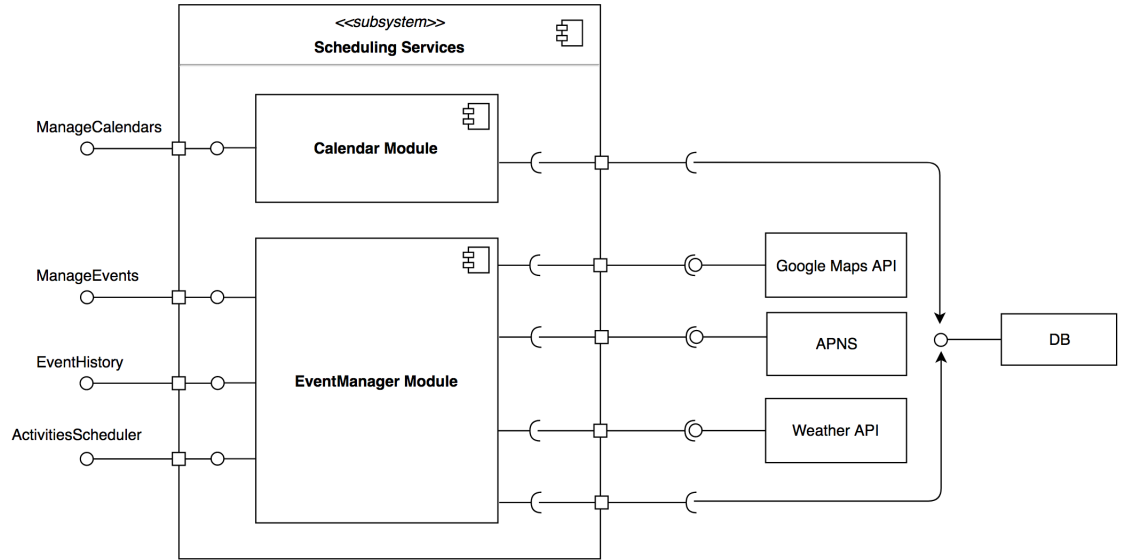 <<subsystem>>
Scheduling Services
ManageCalendars
Calendar Module
ManageEvents
Google Maps API
APNS
DB
EventHistory
EventManager Module
ActivitiesScheduler
Weather API